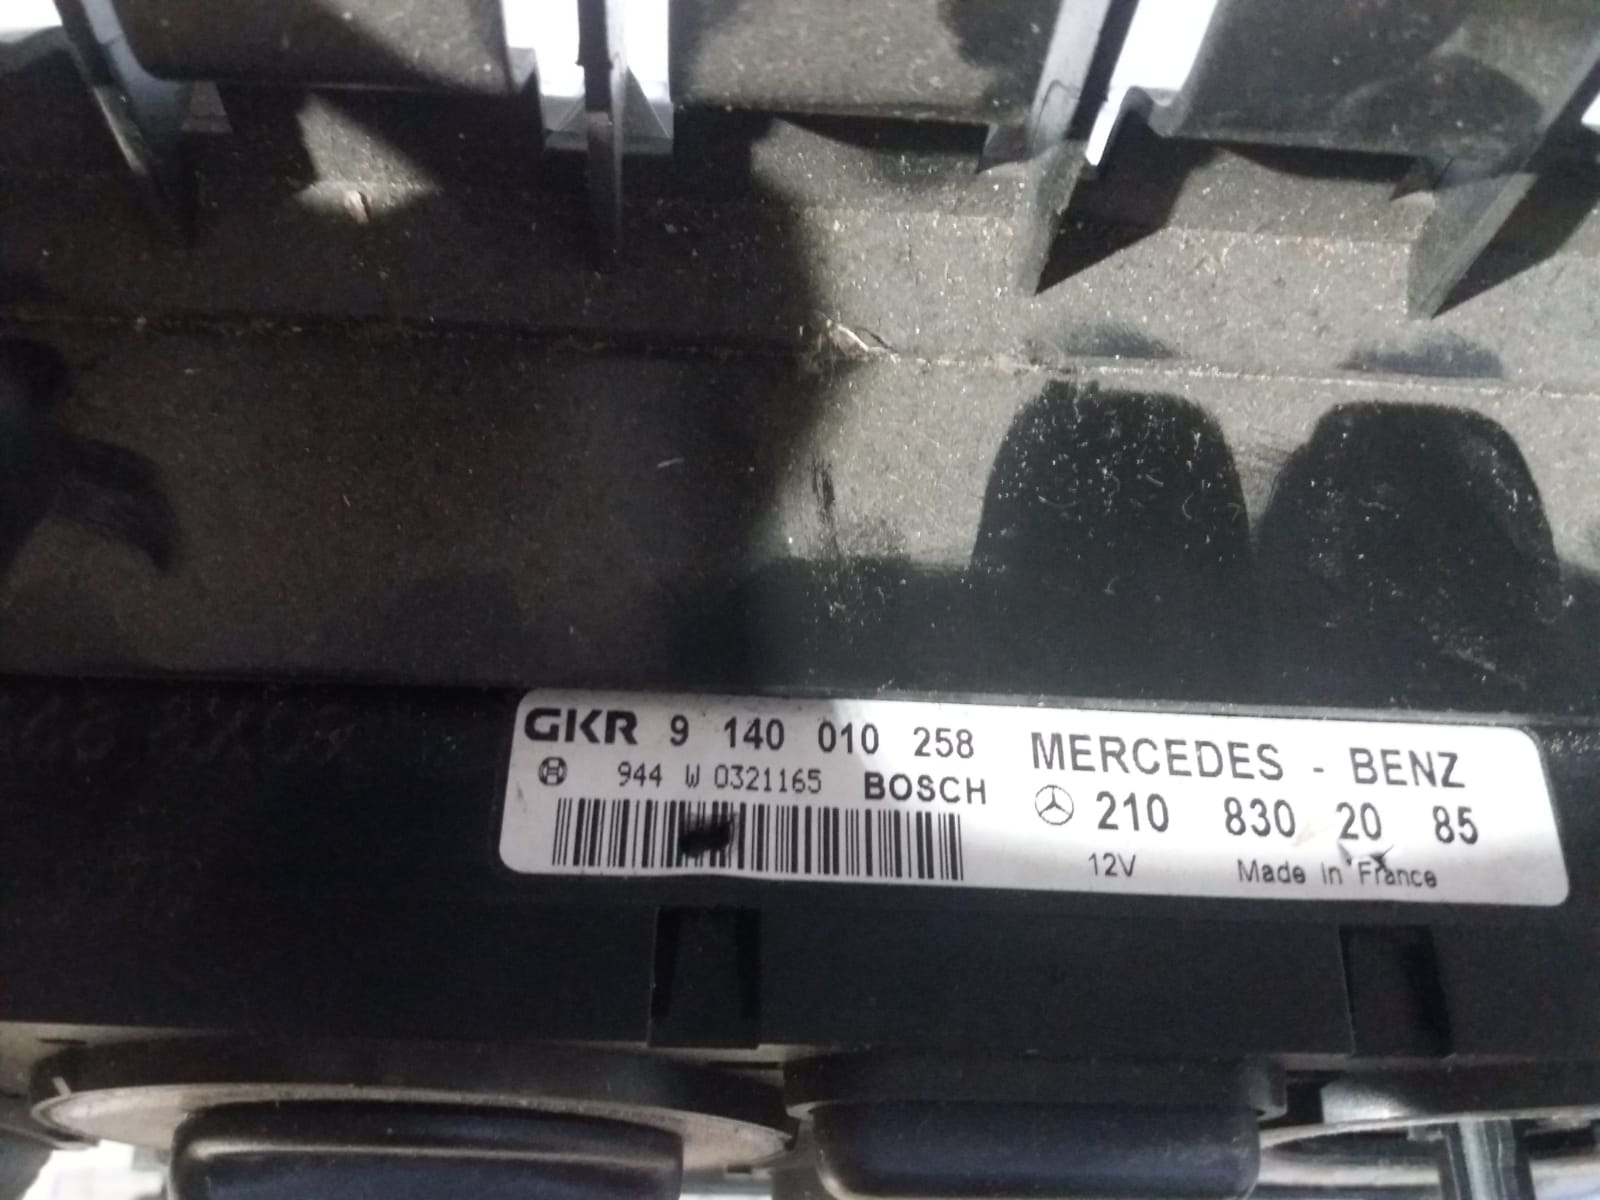 GKR 9 140 010 258
944 W 0321165 BOSCH
MERCEDES - BENZ
210 830 20 85
12V Made in France